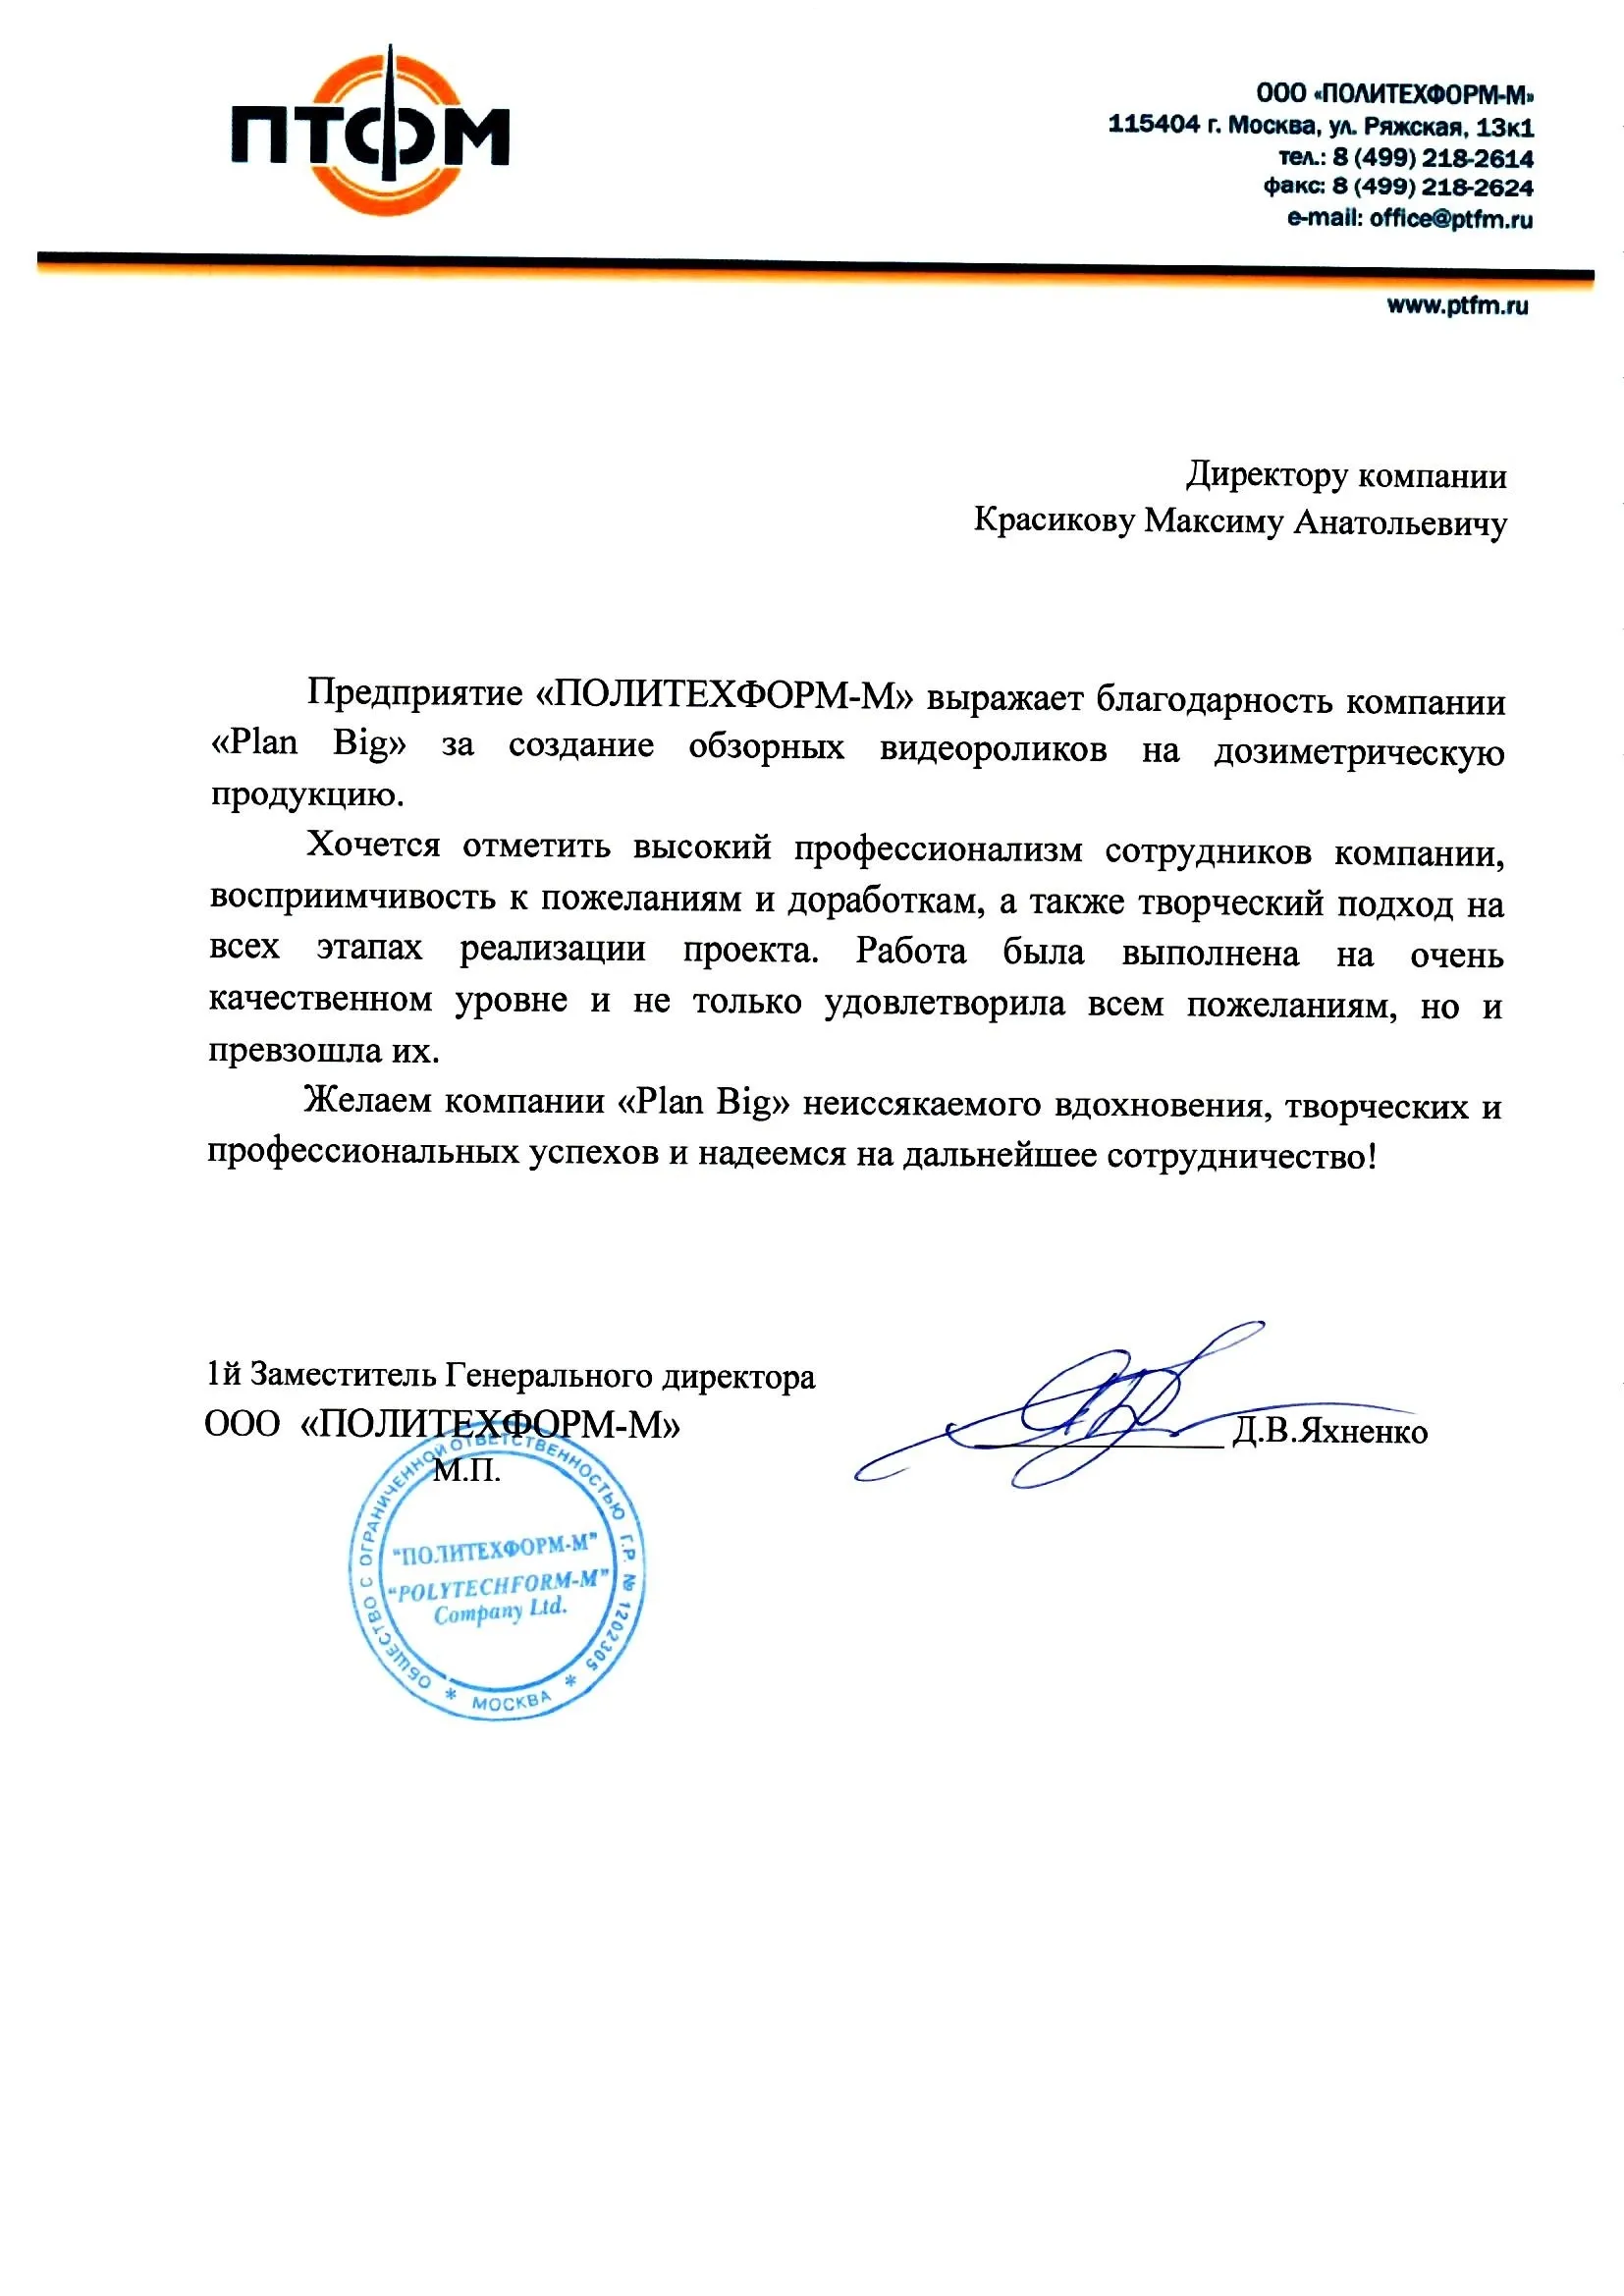 ПТФМ
ООО «ПОЛИТЕХФОРМ-М»
115404 г. Москва, ул. Ряжская, 13к1
тел.: 8 (499) 218-2614
факс: 8 (499) 218-2624
e-mail: office@ptfm.ru
www.ptfm.ru
Директору компании
Красикову Максиму Анатольевичу
Предприятие «ПОЛИТЕХФОРМ-М» выражает благодарность компании
«Plan Big» за создание обзорных видеороликов на дозиметрическую
продукцию.
Хочется отметить высокий профессионализм сотрудников компании,
восприимчивость к пожеланиям и доработкам, а также творческий подход на
всех этапах реализации проекта. Работа была выполнена на очень
качественном уровне и не только удовлетворила всем пожеланиям, но и
превзошла их.
Желаем компании «Plan Big» неиссякаемого вдохновения, творческих и
профессиональных успехов и надеемся на дальнейшее сотрудничество!
1й Заместитель Генерального директора
ООО «ПОЛИТЕХФОРМ-М»
Д.В.Яхненко
М.П.
ОБЩЕСТВО С ОГРАНИЧЕННОЙ ОТВЕТСТВЕННОСТЬЮ Г.Р. № 1202305
"ПОЛИТЕХФОРМ-М"
"POLYTECHFORM-M"
Company Ltd.
* МОСКВА *